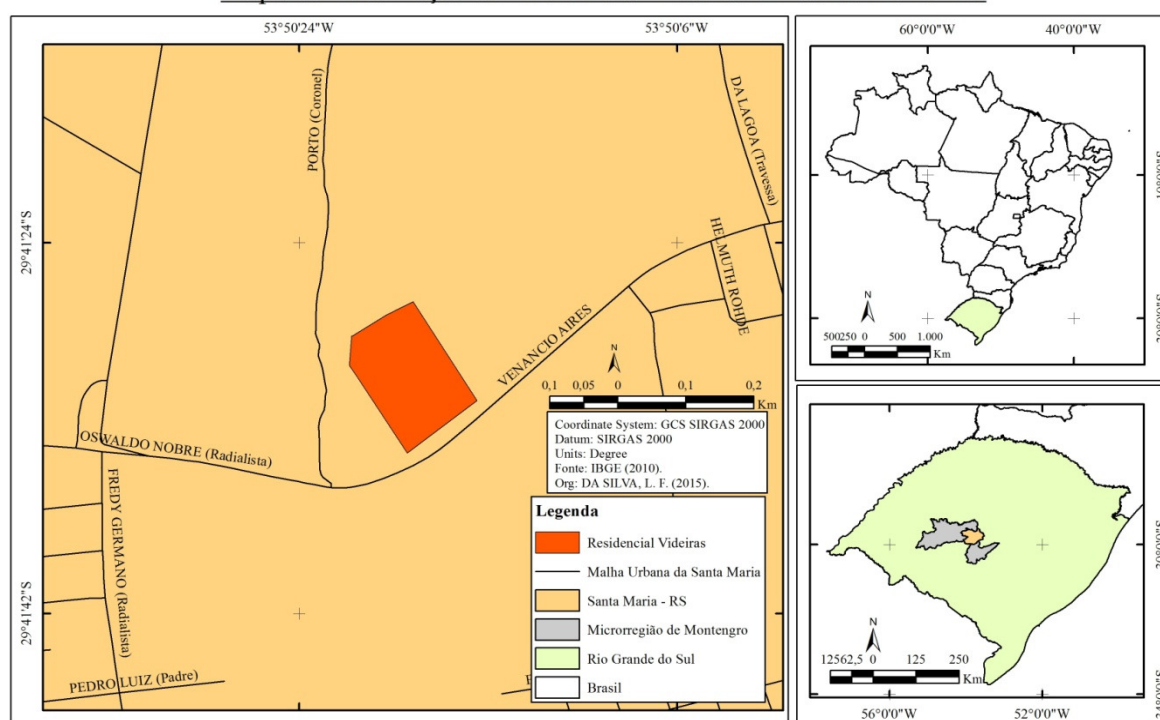 53°50'24"W
53°50'6"W
29°41'24"S
29°41'42"S
PORTO (Coronel)
DA LAGOA (Travessa)
HELMUTH ROHDE
VENANCIO AIRES
OSWALDO NOBRE (Radialista)
FREDY GERMANO (Radialista)
PEDRO LUIZ (Padre)
N
0,1 0,05 0 0,1 0,2
Km
Coordinate System: GCS SIRGAS 2000
Datum: SIRGAS 2000
Units: Degree
Fonte: IBGE (2010).
Org: DA SILVA, L. F. (2015).
Legenda
Residencial Videiras
Malha Urbana da Santa Maria
Santa Maria - RS
Microrregião de Montengro
Rio Grande do Sul
Brasil
60°0'0"W
40°0'0"W
10°0'0"S
N
500250 0 500 1.000
Km
N
12562,5 0 125 250
Km
56°0'0"W
52°0'0"W